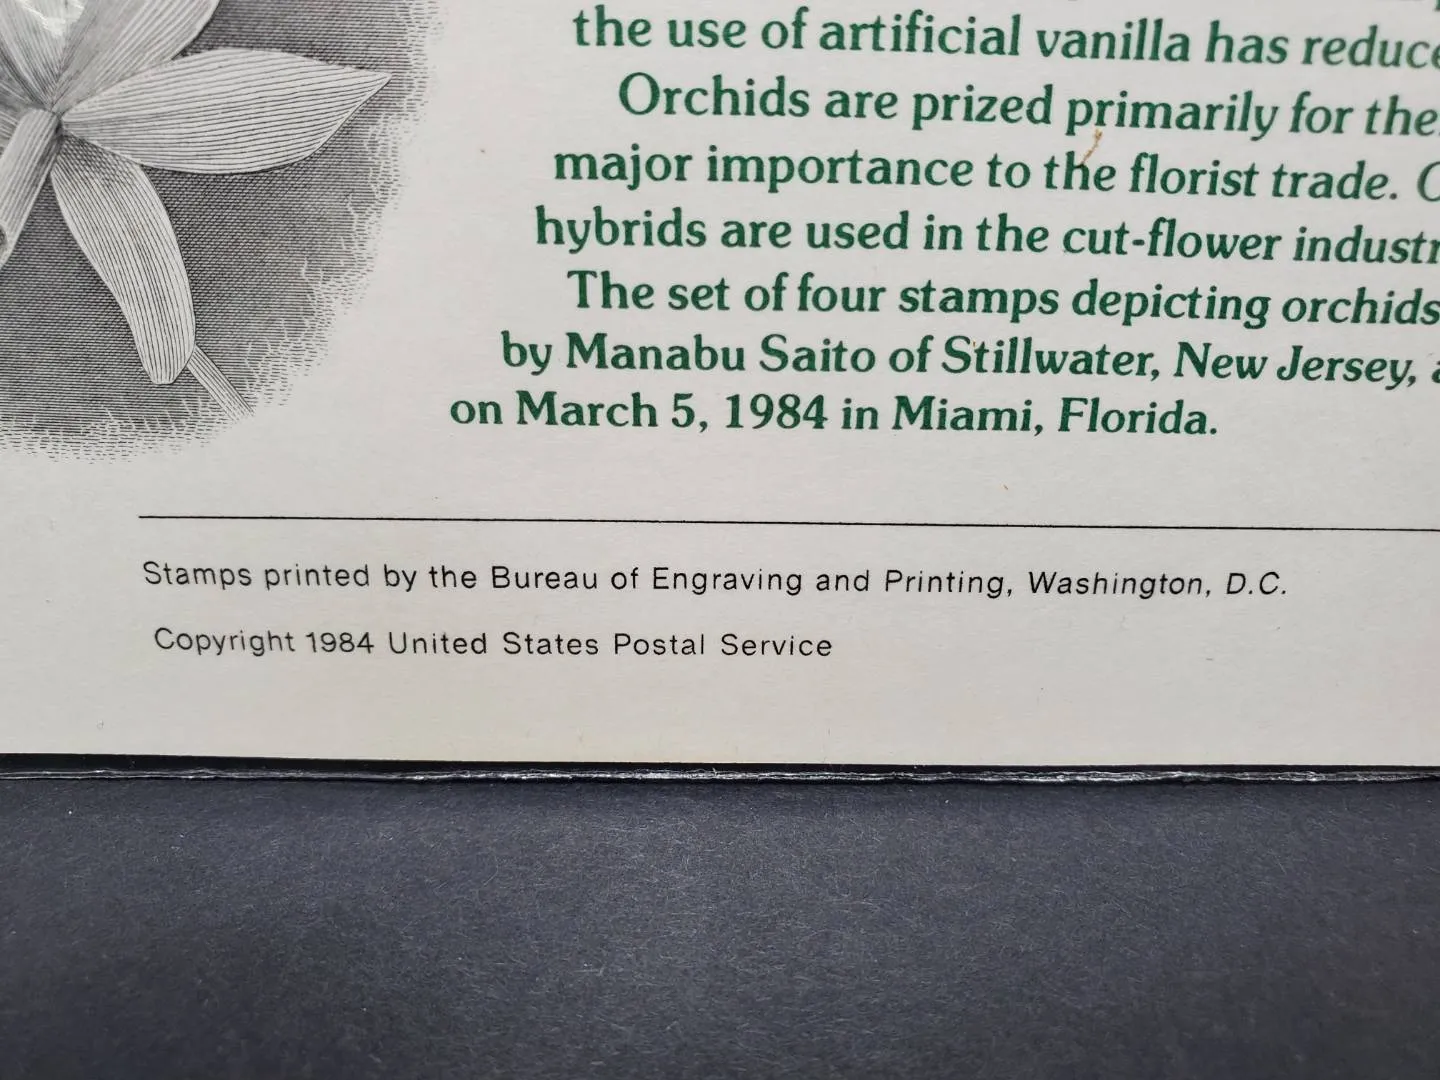 the use of artificial vanilla has
Orchids are prized primarily for
major importance to the florist trade.
hybrids are used in the cut-flower
The set of four stamps depicting orchids
by Manabu Saito of Stillwater, New Jersey,
on March 5, 1984 in Miami, Florida.
Stamps printed by the Bureau of Engraving and Printing, Washington, D.C.
Copyright 1984 United States Postal Service